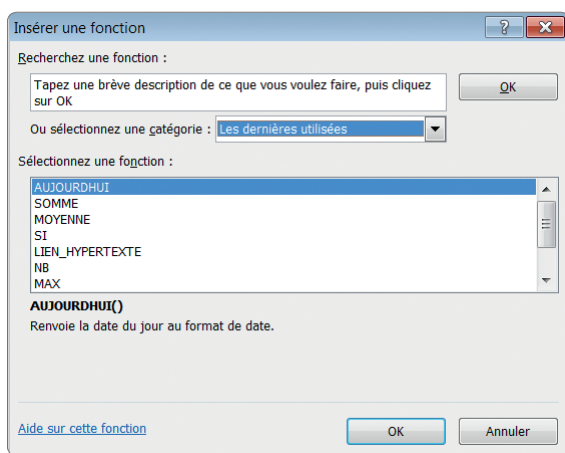 Insérer une fonction
Recherchez une fonction :
Tapez une brève description de ce que vous voulez faire, puis cliquez
sur OK
OK
Ou sélectionnez une catégorie : Les dernières utilisées
Sélectionnez une fonction :
AUJOURDHUI
SOMME
MOYENNE
SI
LIEN_HYPERTEXTE
NB
MAX
AUJOURDHUI()
Renvoie la date du jour au format de date.
Aide sur cette fonction
OK
Annuler